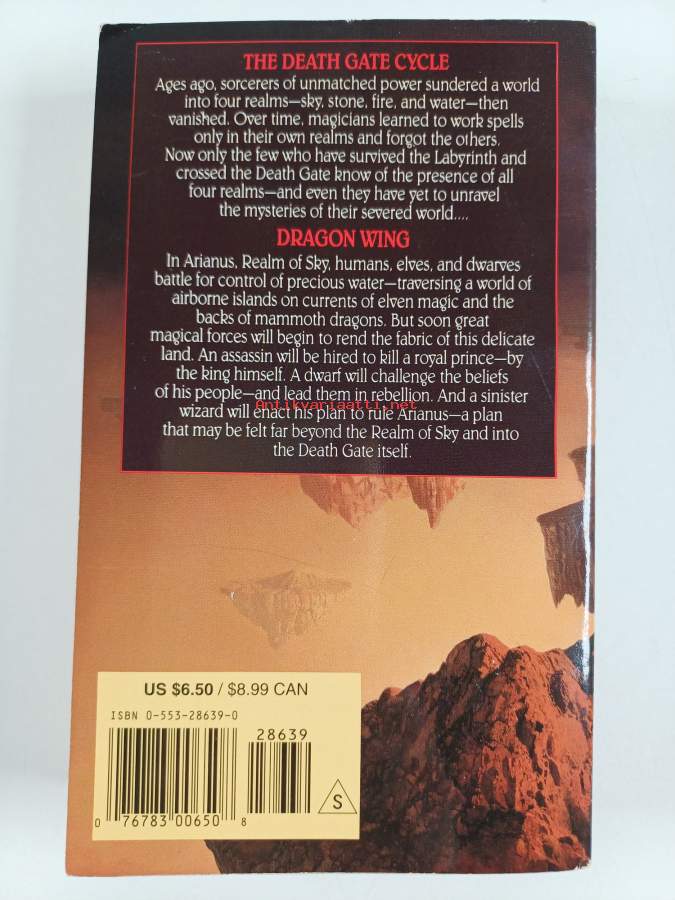 THE DEATH GATE CYCLE
Ages ago, sorcerers of unmatched power sundered a world
into four realms—sky, stone, fire, and water—then
vanished. Over time, magicians learned to work spells
only in their own realms and forgot the others.
Now only the few who have survived the Labyrinth and
crossed the Death Gate know of the presence of all
four realms—and even they have yet to unravel
the mysteries of their severed world....
DRAGON WING
In Arianus, Realm of Sky, humans, elves, and dwarves
battle for control of precious water—traversing a world of
airborne islands on currents of elven magic and the
backs of mammoth dragons. But soon great
magical forces will begin to rend the fabric of this delicate
land. An assassin will be hired to kill a royal prince—by
the king himself. A dwarf will challenge the beliefs
of his people—and lead them in rebellion. And a sinister
Antikvariaatti.net
wizard will enact his plan to rule Arianus—a plan
that may be felt far beyond the Realm of Sky and into
the Death Gate itself.
US $6.50 / $8.99 CAN
ISBN 0-553-28639-0
28639
0 76783 00650 8
S